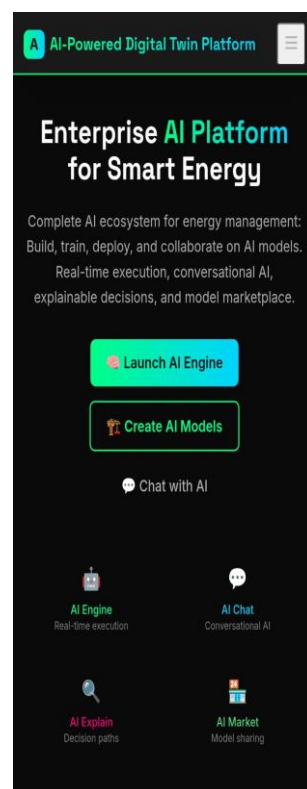 A AI-Powered Digital Twin Platform
Enterprise AI Platform
for Smart Energy
Complete AI ecosystem for energy management:
Build, train, deploy, and collaborate on AI models.
Real-time execution, conversational AI,
explainable decisions, and model marketplace.
Launch AI Engine
Create AI Models
Chat with AI
AI Engine
Real-time execution
AI Chat
Conversational AI
24
AI Explain
Decision paths
AI Market
Model sharing